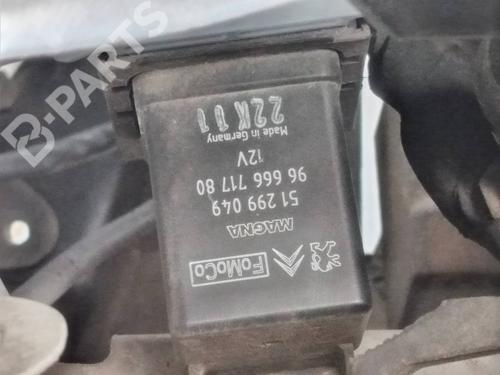 FoMoCo
MAGNA
51 299 049
96 666 717 80
12V
Made in Germany
22K11
B-PARTS